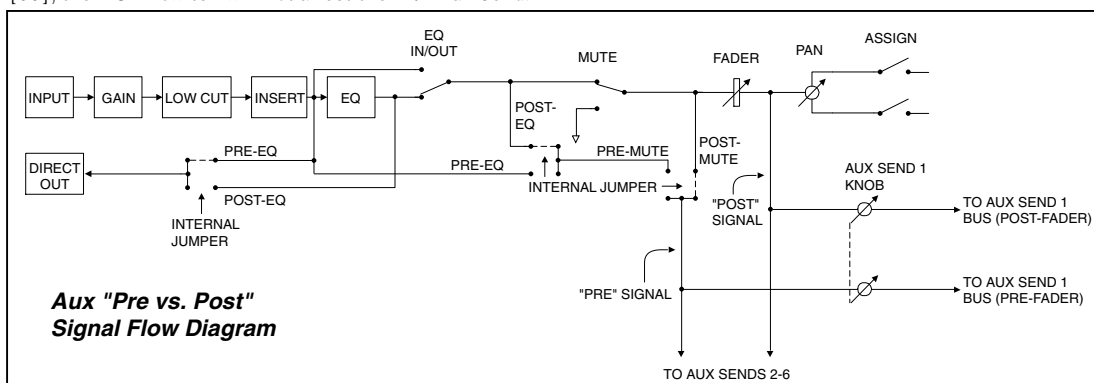 EQ
IN/OUT
MUTE
FADER
PAN
ASSIGN
INPUT
GAIN
LOW CUT
INSERT
EQ
POST-
EQ
DIRECT
OUT
PRE-EQ
PRE-EQ
PRE-MUTE
POST-
MUTE
INTERNAL JUMPER
POST-EQ
INTERNAL
JUMPER
"POST"
SIGNAL
AUX SEND 1
KNOB
TO AUX SEND 1
BUS (POST-FADER)
"PRE" SIGNAL
TO AUX SEND 1
BUS (PRE-FADER)
Aux "Pre vs. Post"
Signal Flow Diagram
TO AUX SENDS 2-6